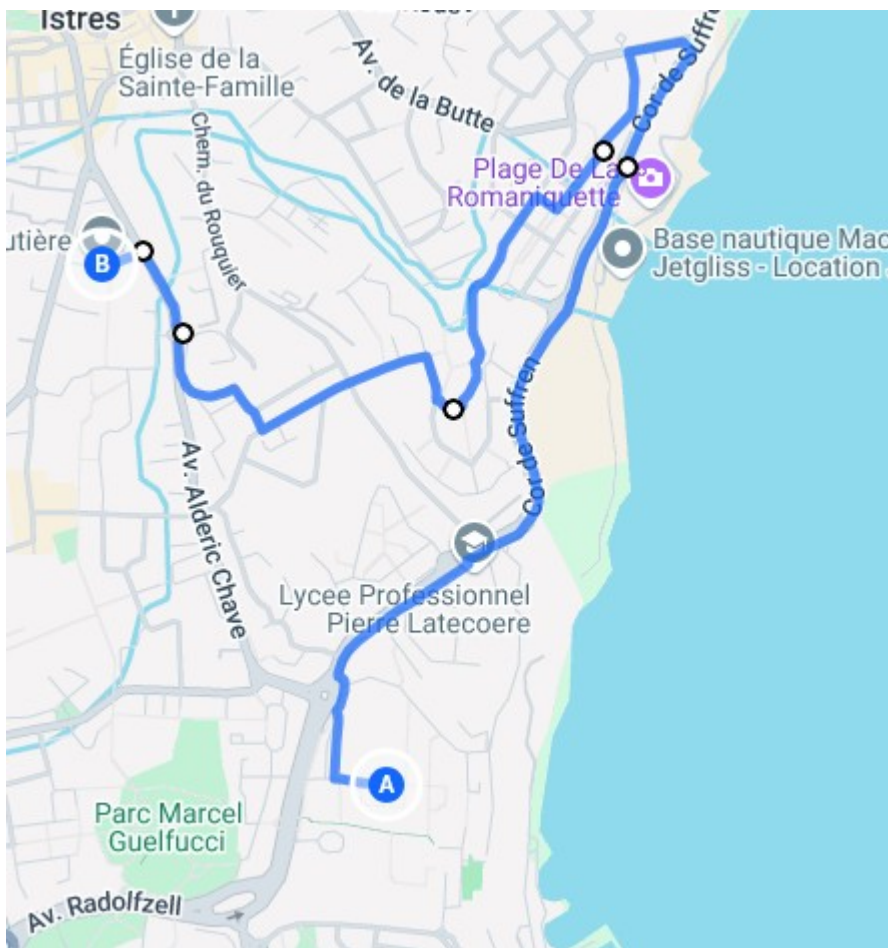 Istres
Église de la
Sainte-Famille
Av. de la Butte
Chem. du Rouquier
Cor de Suffre
Plage De La
Romaniquette
utière
B
Base nautique Mac
Jetgliss - Location
Cor de Suffren
Av. Alderic Chave
Lycee Professionnel
Pierre Latecoere
A
Parc Marcel
Guelfucci
Av. Radolfzell